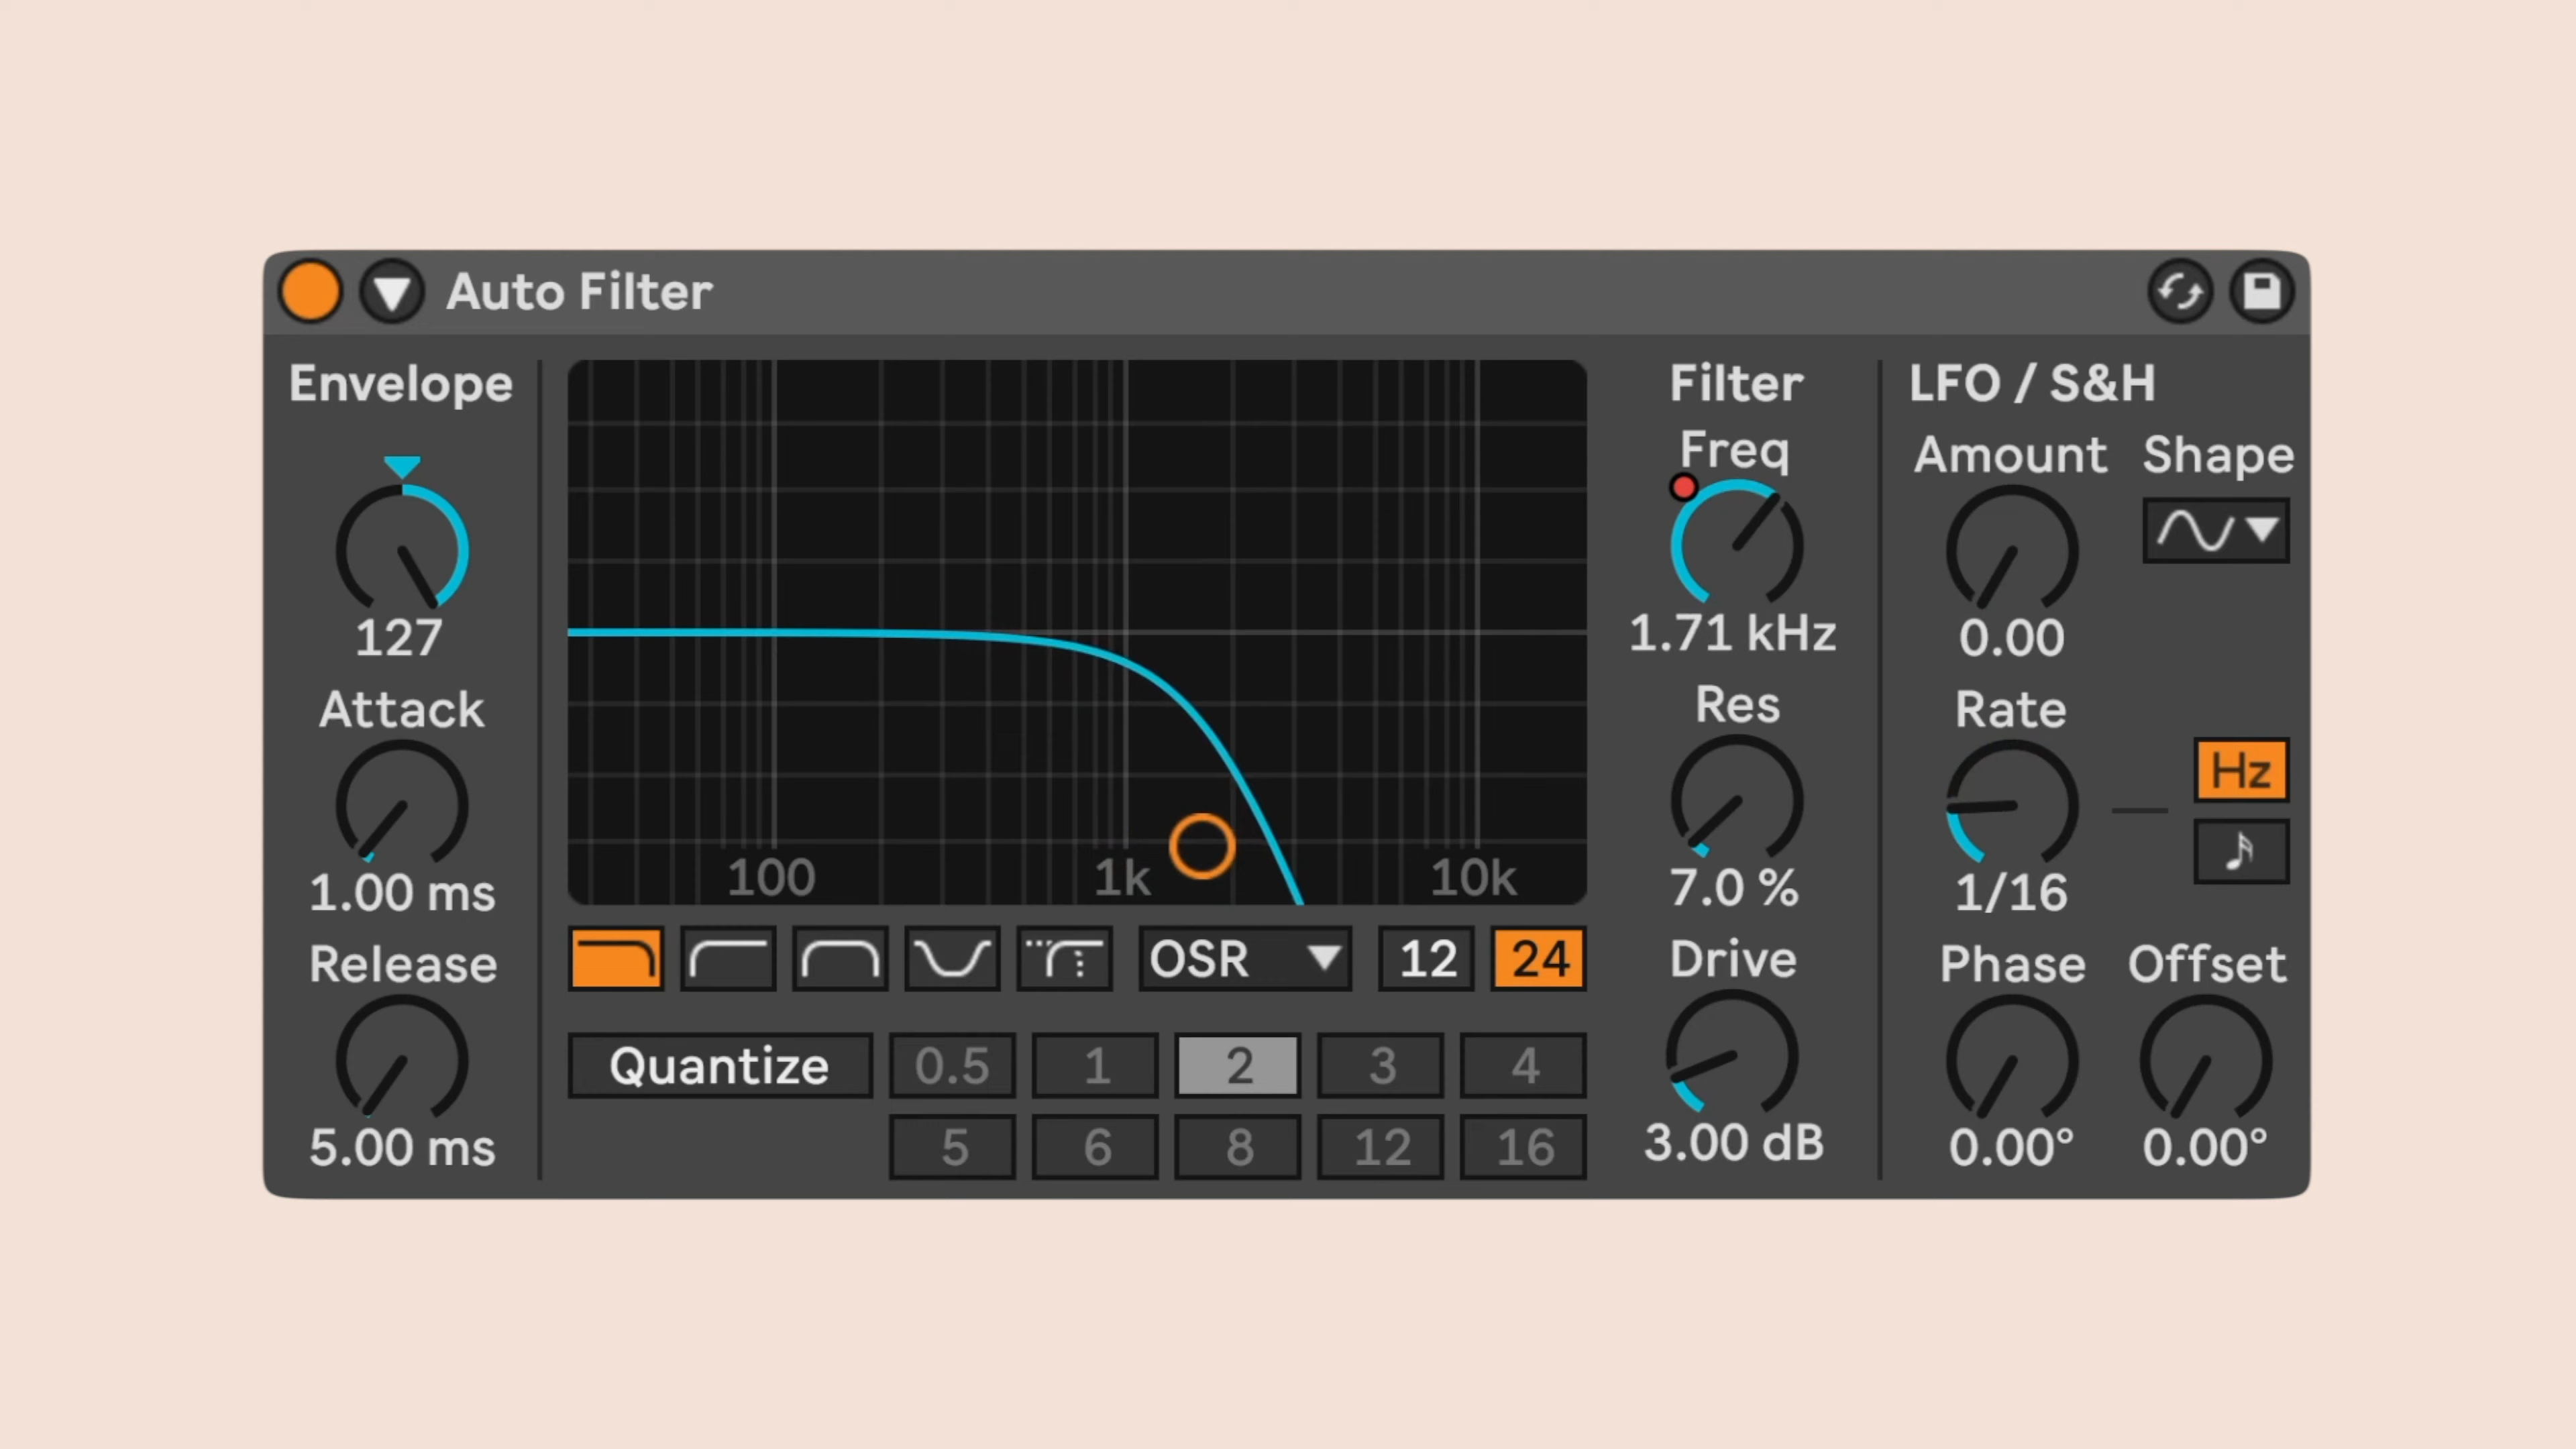 Auto Filter
Envelope
127
Attack
1.00 ms
Release
5.00 ms
100 1k 10k
OSR 12 24
Quantize 0.5 1 2 3 4
5 6 8 12 16
Filter
Freq
1.71 kHz
Res
7.0 %
Drive
3.00 dB
LFO / S&H
Amount Shape
0.00
Rate
Hz
1/16
Phase Offset
0.00° 0.00°